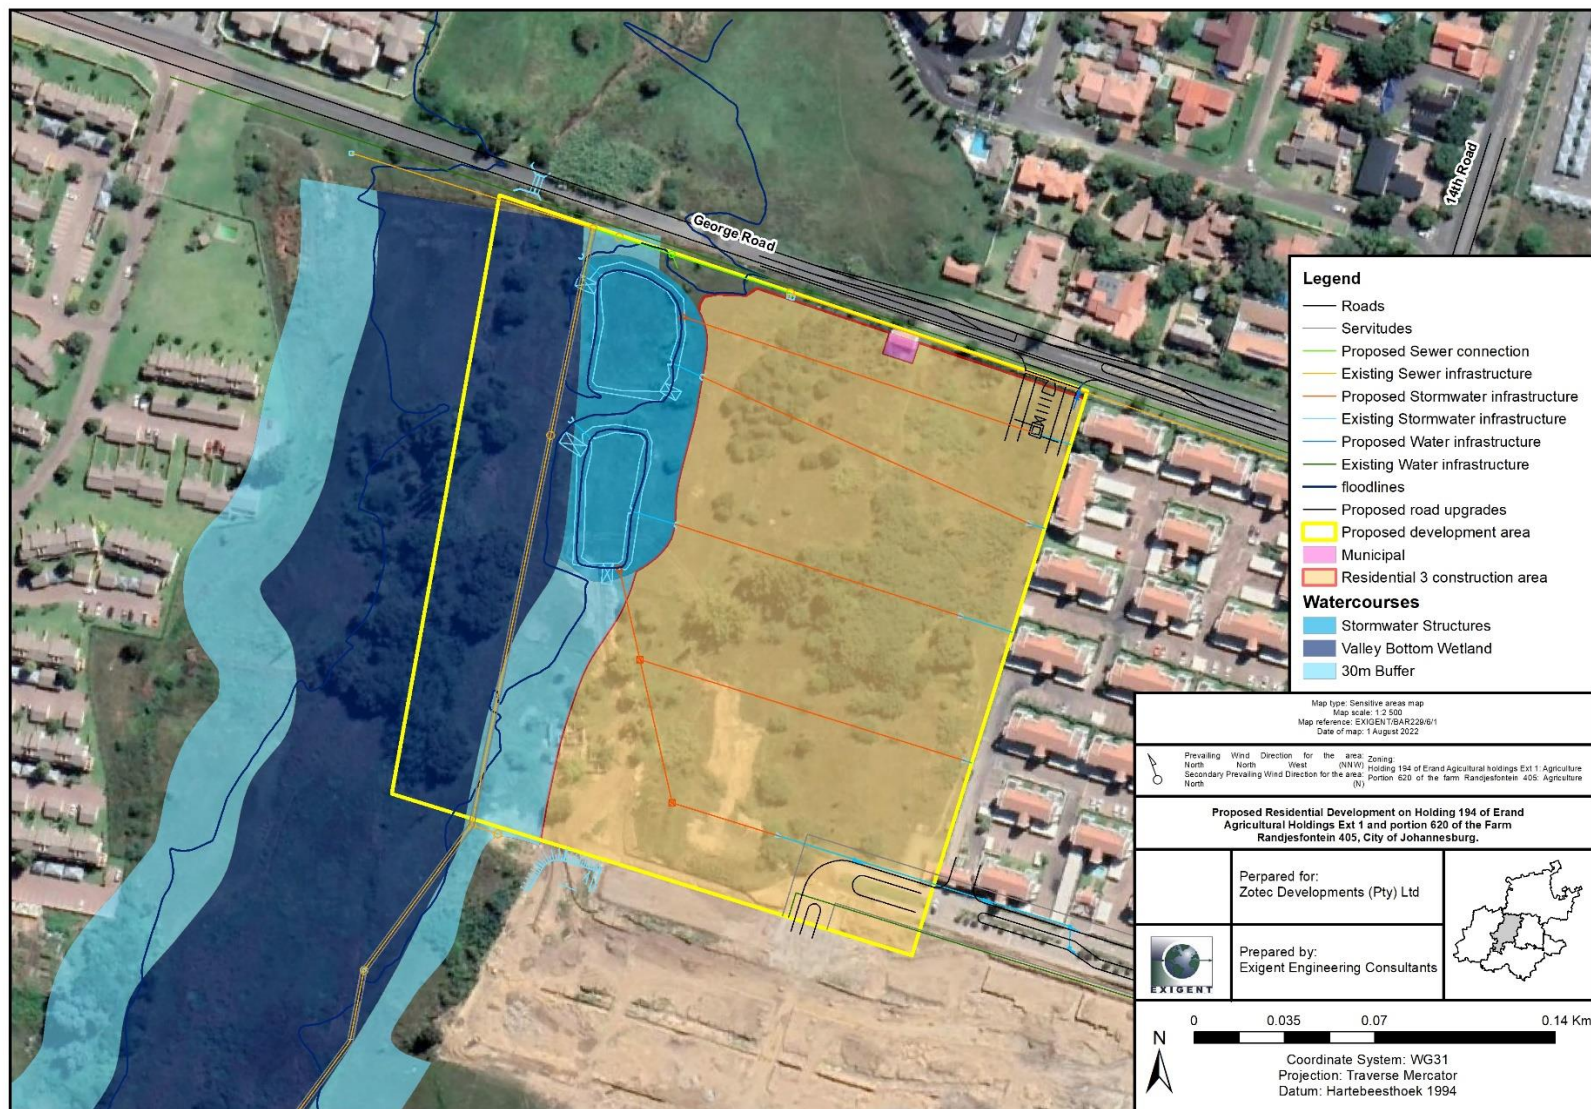 George Road
14th Road
Legend
Roads
Servitudes
Proposed Sewer connection
Existing Sewer infrastructure
Proposed Stormwater infrastructure
Existing Stormwater infrastructure
Proposed Water infrastructure
Existing Water infrastructure
floodlines
Proposed road upgrades
Proposed development area
Municipal
Residential 3 construction area
Watercourses
Stormwater Structures
Valley Bottom Wetland
30m Buffer
Map type: Sensitive areas map
Map scale: 1:2 500
Map reference: EXIGENT/BAR229/6/1
Date of map: 1 August 2022
Prevailing Wind Direction for the area:
North North West (NNW)
Secondary Prevailing Wind Direction for the area:
North (N)
Zoning:
Holding 194 of Erand Agicultural holdings Ext 1: Agriculture
Portion 620 of the farm Randjesfontein 405: Agriculture
Proposed Residential Development on Holding 194 of Erand
Agricultural Holdings Ext 1 and portion 620 of the Farm
Randjesfontein 405, City of Johannesburg.
Perpared for:
Zotec Developments (Pty) Ltd
EXIGENT
Prepared by:
Exigent Engineering Consultants
N
0 0.035 0.07 0.14 Km
Coordinate System: WG31
Projection: Traverse Mercator
Datum: Hartebeesthoek 1994